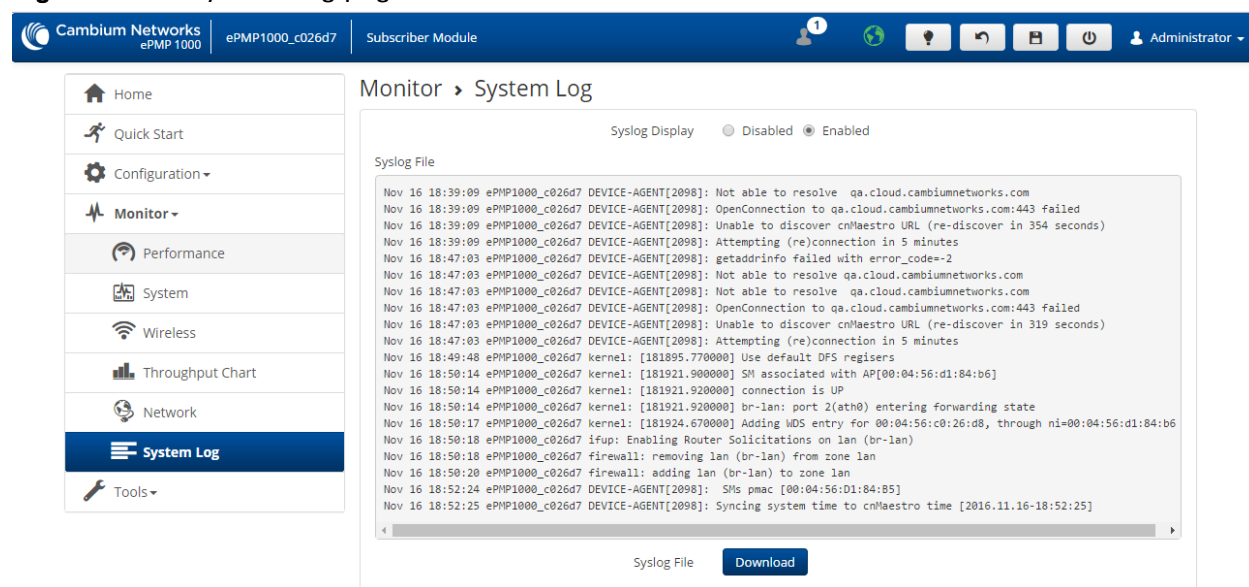 Cambium Networks
ePMP 1000
ePMP1000_c026d7
Subscriber Module
1
Administrator
Home
Quick Start
Configuration
Monitor
Performance
System
Wireless
Throughput Chart
Network
System Log
Tools
Monitor › System Log
Syslog Display Disabled Enabled
Syslog File
Nov 16 18:39:09 ePMP1000_c026d7 DEVICE-AGENT[2098]: Not able to resolve qa.cloud.cambiumnetworks.com
Nov 16 18:39:09 ePMP1000_c026d7 DEVICE-AGENT[2098]: OpenConnection to qa.cloud.cambiumnetworks.com:443 failed
Nov 16 18:39:09 ePMP1000_c026d7 DEVICE-AGENT[2098]: Unable to discover cnMaestro URL (re-discover in 354 seconds)
Nov 16 18:39:09 ePMP1000_c026d7 DEVICE-AGENT[2098]: Attempting (re)connection in 5 minutes
Nov 16 18:47:03 ePMP1000_c026d7 DEVICE-AGENT[2098]: getaddrinfo failed with error_code=-2
Nov 16 18:47:03 ePMP1000_c026d7 DEVICE-AGENT[2098]: Not able to resolve qa.cloud.cambiumnetworks.com
Nov 16 18:47:03 ePMP1000_c026d7 DEVICE-AGENT[2098]: Not able to resolve qa.cloud.cambiumnetworks.com
Nov 16 18:47:03 ePMP1000_c026d7 DEVICE-AGENT[2098]: OpenConnection to qa.cloud.cambiumnetworks.com:443 failed
Nov 16 18:47:03 ePMP1000_c026d7 DEVICE-AGENT[2098]: Unable to discover cnMaestro URL (re-discover in 319 seconds)
Nov 16 18:47:03 ePMP1000_c026d7 DEVICE-AGENT[2098]: Attempting (re)connection in 5 minutes
Nov 16 18:49:48 ePMP1000_c026d7 kernel: [181895.770000] Use default DFS regisers
Nov 16 18:50:14 ePMP1000_c026d7 kernel: [181921.900000] SM associated with AP[00:04:56:d1:84:b6]
Nov 16 18:50:14 ePMP1000_c026d7 kernel: [181921.920000] connection is UP
Nov 16 18:50:14 ePMP1000_c026d7 kernel: [181921.920000] br-lan: port 2(ath0) entering forwarding state
Nov 16 18:50:17 ePMP1000_c026d7 kernel: [181924.670000] Adding WDS entry for 00:04:56:c0:26:d8, through ni=00:04:56:d1:84:b6
Nov 16 18:50:18 ePMP1000_c026d7 ifup: Enabling Router Solicitations on lan (br-lan)
Nov 16 18:50:18 ePMP1000_c026d7 firewall: removing lan (br-lan) from zone lan
Nov 16 18:50:20 ePMP1000_c026d7 firewall: adding lan (br-lan) to zone lan
Nov 16 18:52:24 ePMP1000_c026d7 DEVICE-AGENT[2098]: SMs pmac [00:04:56:D1:84:B5]
Nov 16 18:52:25 ePMP1000_c026d7 DEVICE-AGENT[2098]: Syncing system time to cnMaestro time [2016.11.16-18:52:25]
Syslog File Download